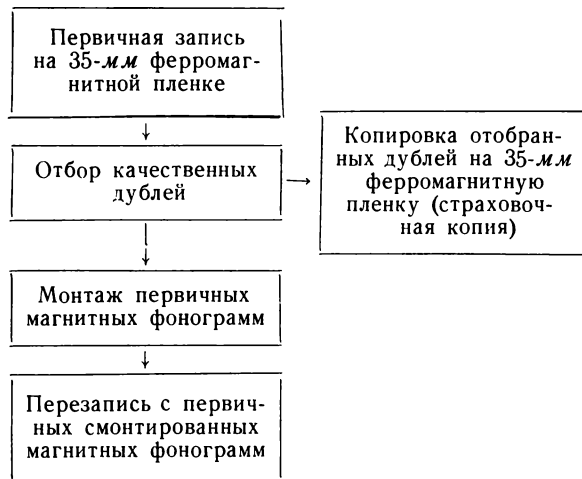 Первичная запись
на 35-мм ферромаг-
нитной пленке
↓
Отбор качественных
дублей
→
Копировка отобран-
ных дублей на 35-мм
ферромагнитную
пленку (страховоч-
ная копия)
↓
Монтаж первичных
магнитных фонограмм
↓
Перезапись с первич-
ных смонтированных
магнитных фонограмм